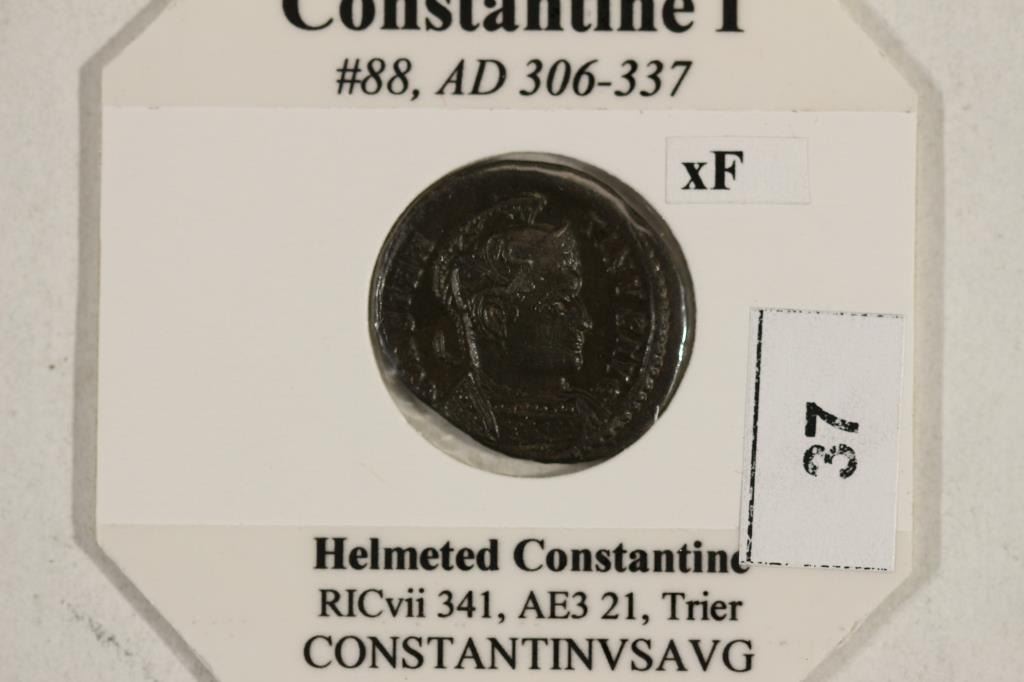 Constantine I
#88, AD 306-337
xF
37
Helmeted Constantine
RICvii 341, AE3 21, Trier
CONSTANTINVSAVG